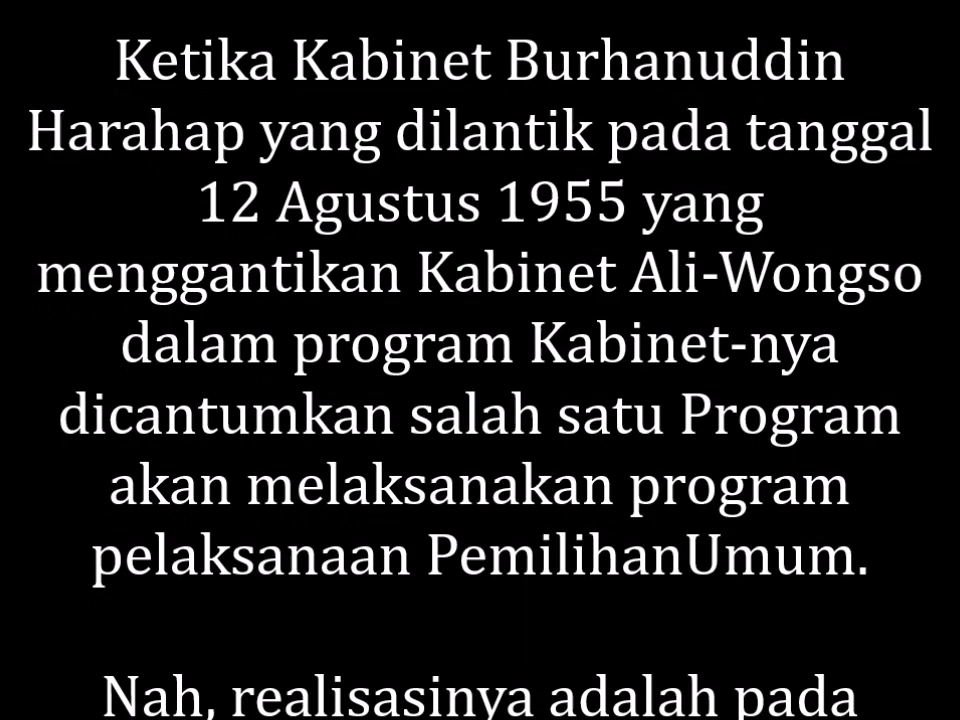 Ketika Kabinet Burhanuddin
Harahap yang dilantik pada tanggal
12 Agustus 1955 yang
menggantikan Kabinet Ali-Wongso
dalam program Kabinet-nya
dicantumkan salah satu Program
akan melaksanakan program
pelaksanaan PemilihanUmum.
Nah, realisasinya adalah pada